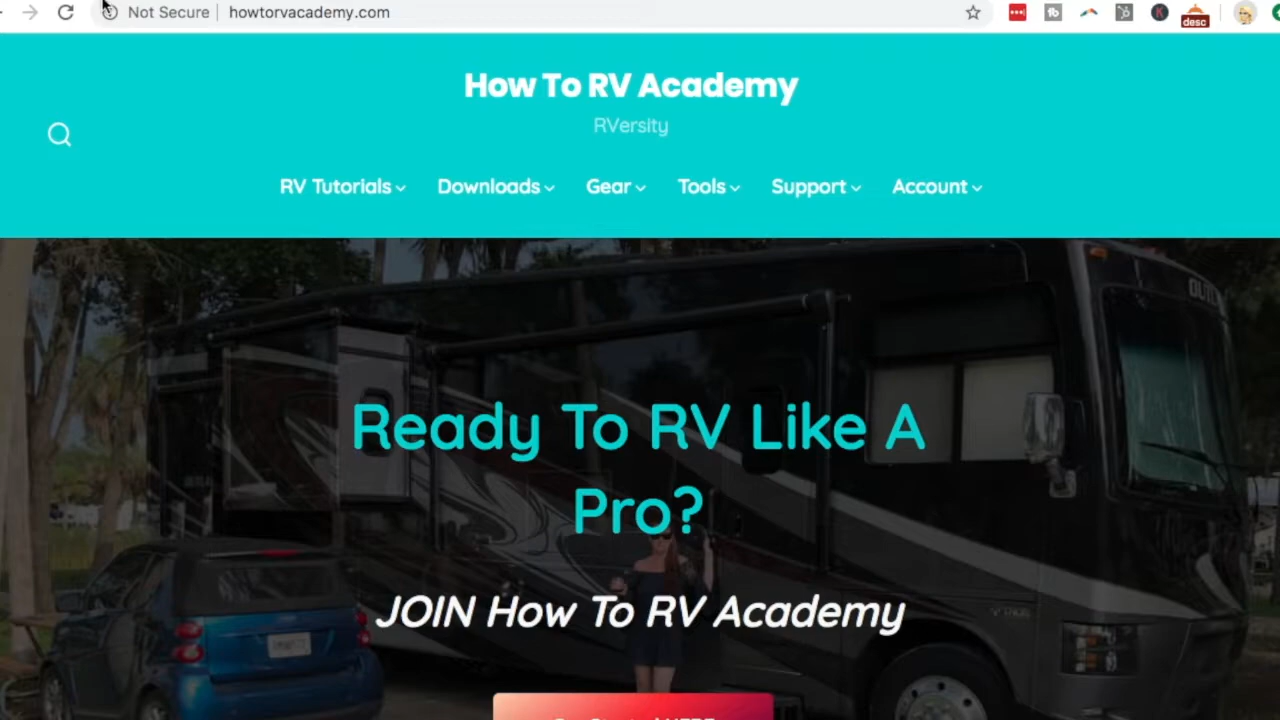 Not Secure howtorvacademy.com
desc
How To RV Academy
RVersity
RV Tutorials Downloads Gear Tools Support Account
Ready To RV Like A
Pro?
JOIN How To RV Academy